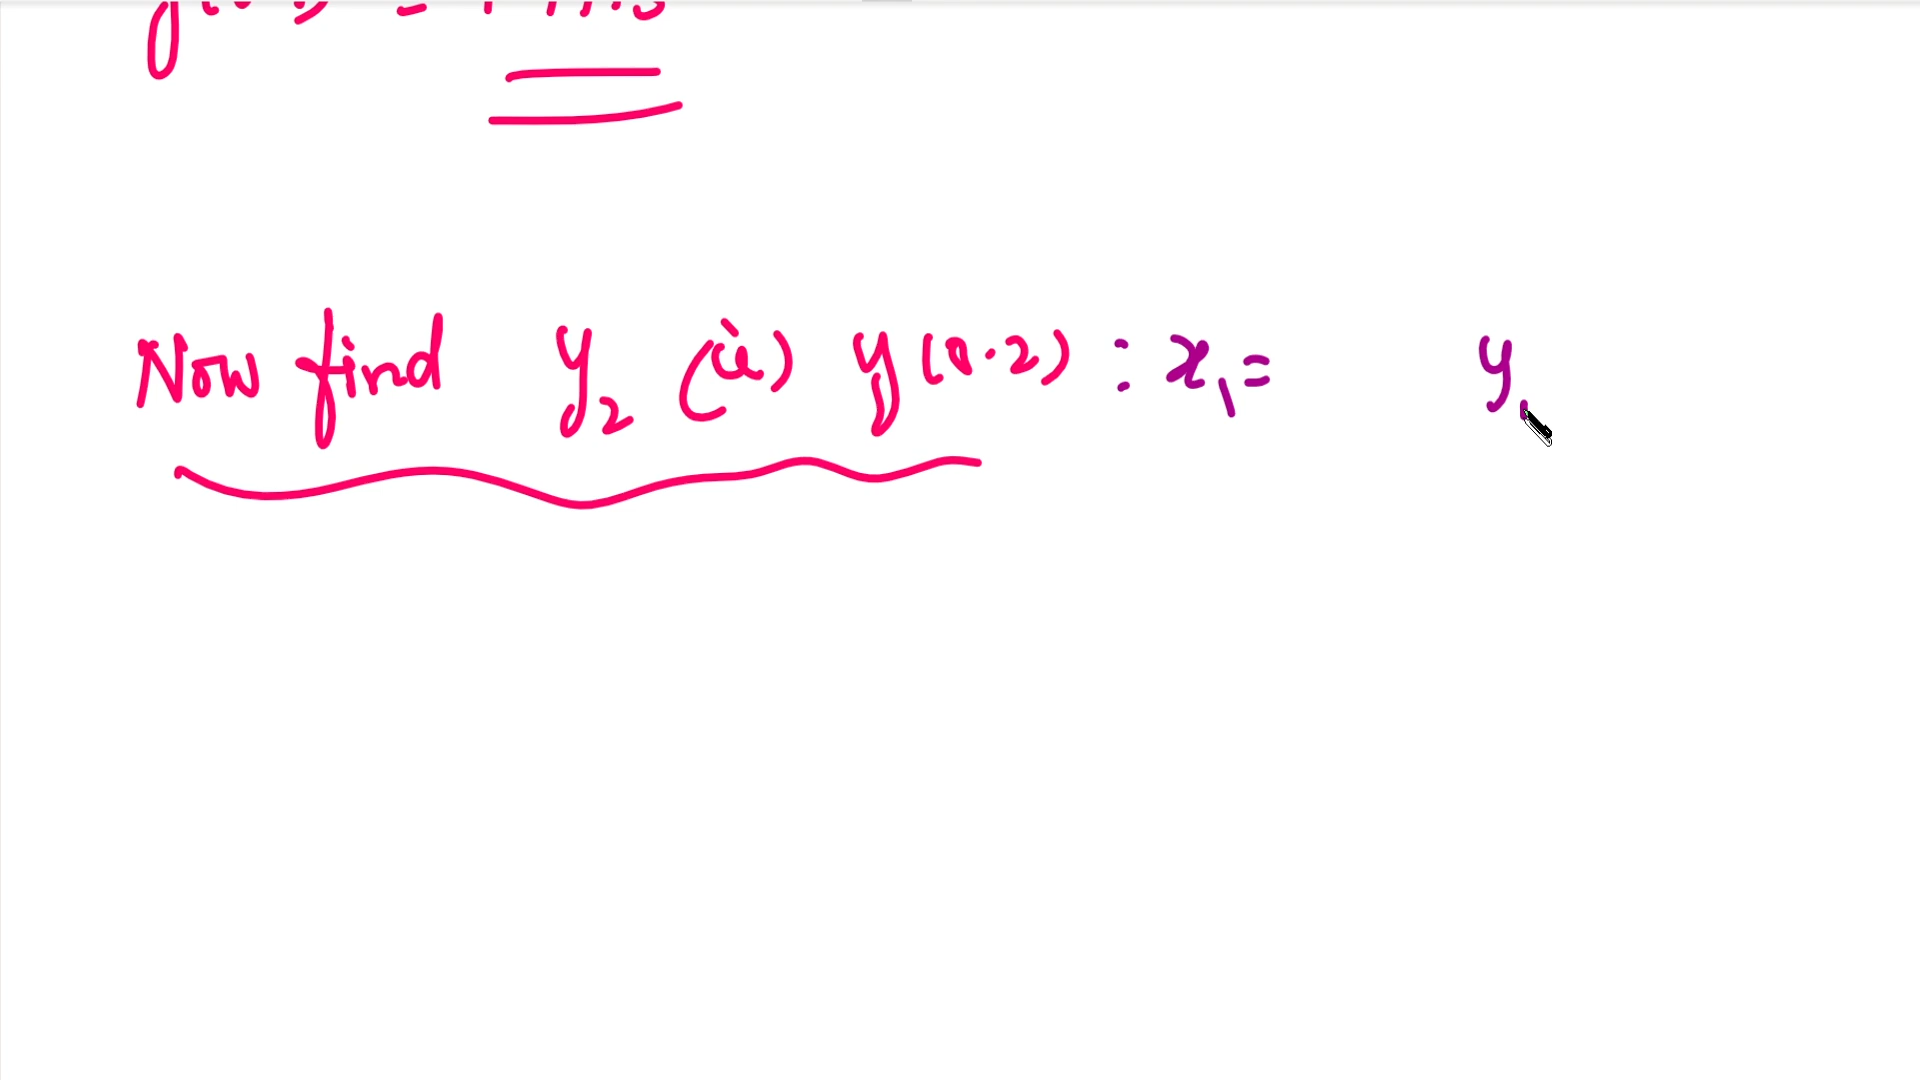 Now find y₂ (ie) y(0.2) : x₁ = y₁